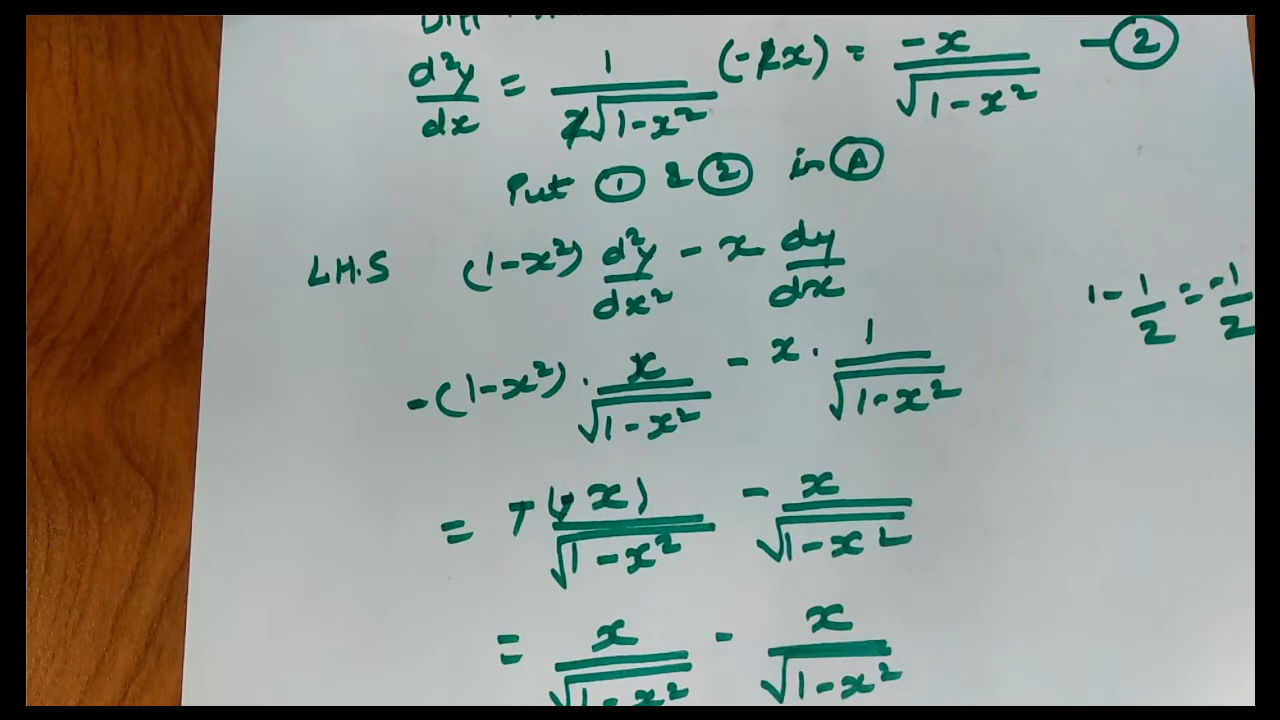 d²y/dx = 1/(2√(1-x²)) (-2x) = -x/√(1-x²) - ②
Put ① & ② in Ⓐ
L.H.S (1-x²) d²y/dx² - x dy/dx
1 - 1/2 = -1/2
-(1-x²) · x/√(1-x²) - x · 1/√(1-x²)
= +(+x)/√(1-x²) - x/√(1-x²)
= x/√(1-x²) - x/√(1-x²)